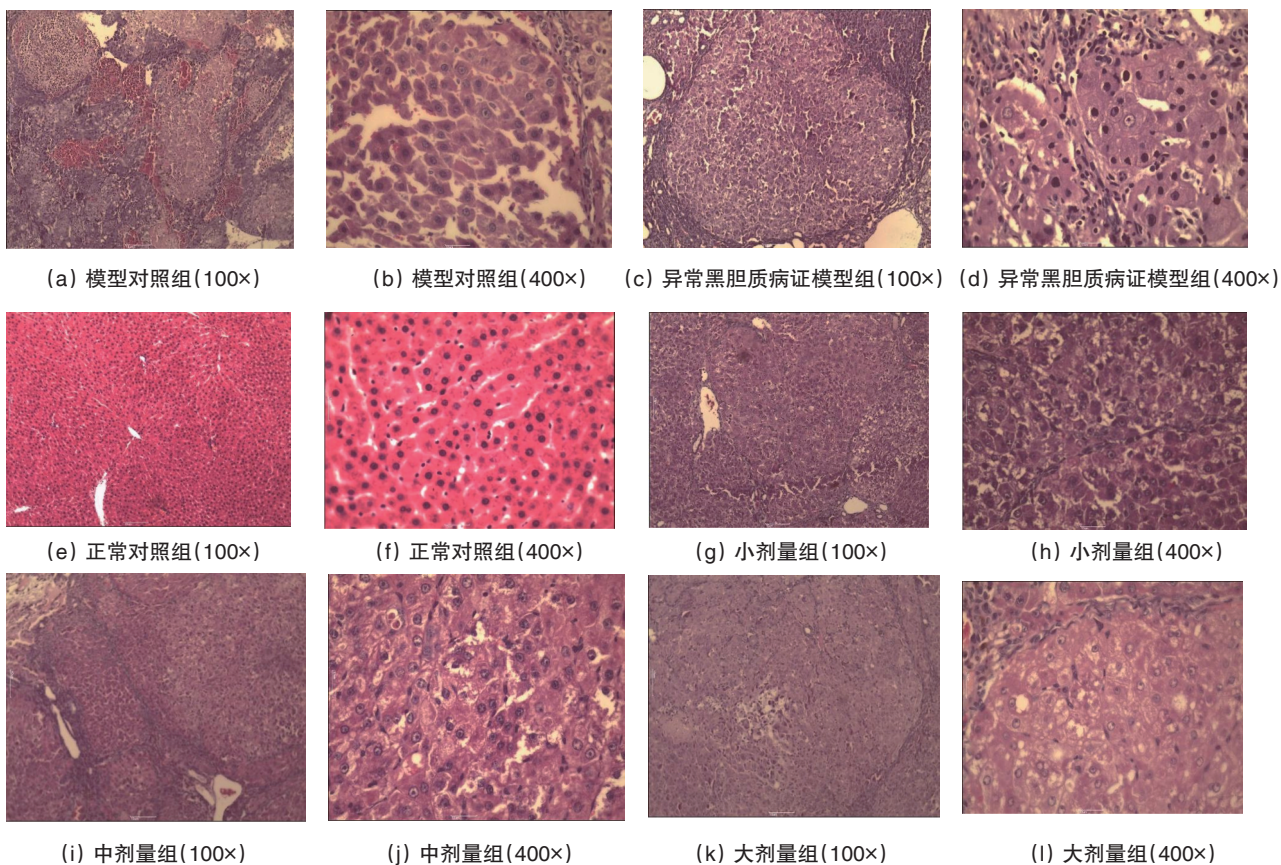 (a) 模型对照组(100×) (b) 模型对照组(400×) (c) 异常黑胆质病证模型组(100×) (d) 异常黑胆质病证模型组(400×)
(e) 正常对照组(100×) (f) 正常对照组(400×) (g) 小剂量组(100×) (h) 小剂量组(400×)
(i) 中剂量组(100×) (j) 中剂量组(400×) (k) 大剂量组(100×) (l) 大剂量组(400×)